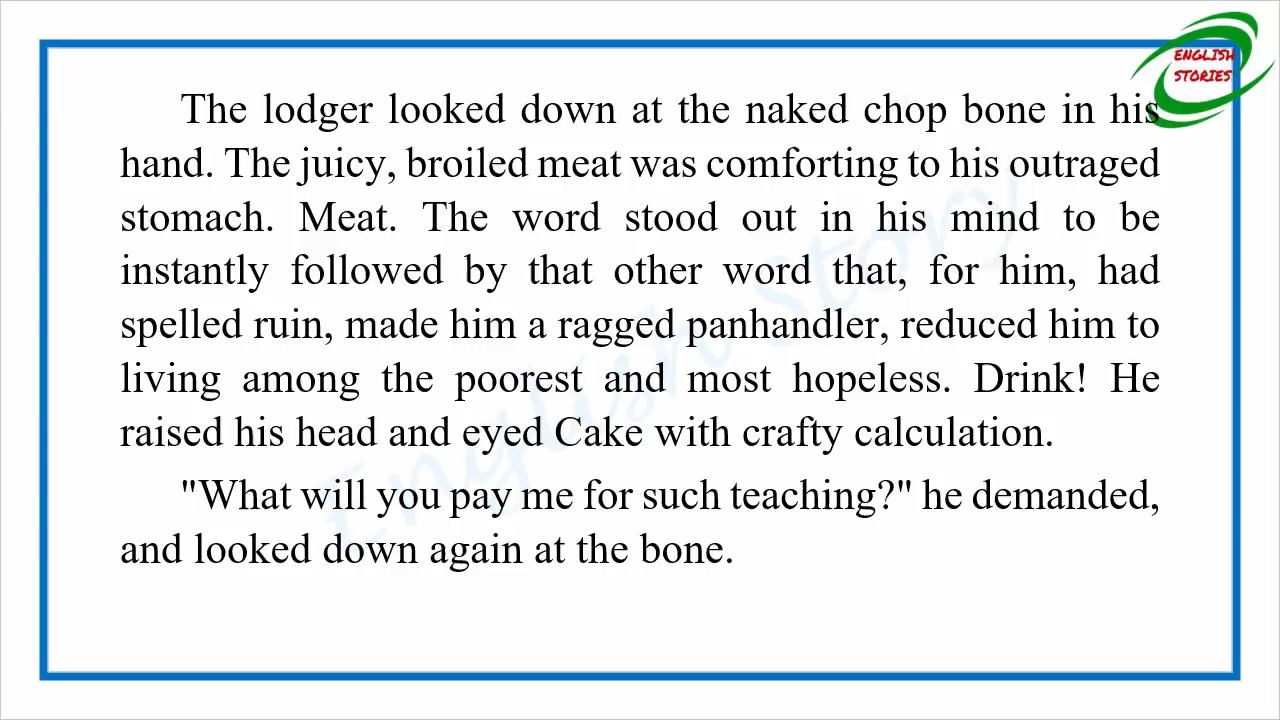 ENGLISH
STORIES
The lodger looked down at the naked chop bone in his
hand. The juicy, broiled meat was comforting to his outraged
stomach. Meat. The word stood out in his mind to be
instantly followed by that other word that, for him, had
spelled ruin, made him a ragged panhandler, reduced him to
living among the poorest and most hopeless. Drink! He
raised his head and eyed Cake with crafty calculation.
"What will you pay me for such teaching?" he demanded,
and looked down again at the bone.
English Story